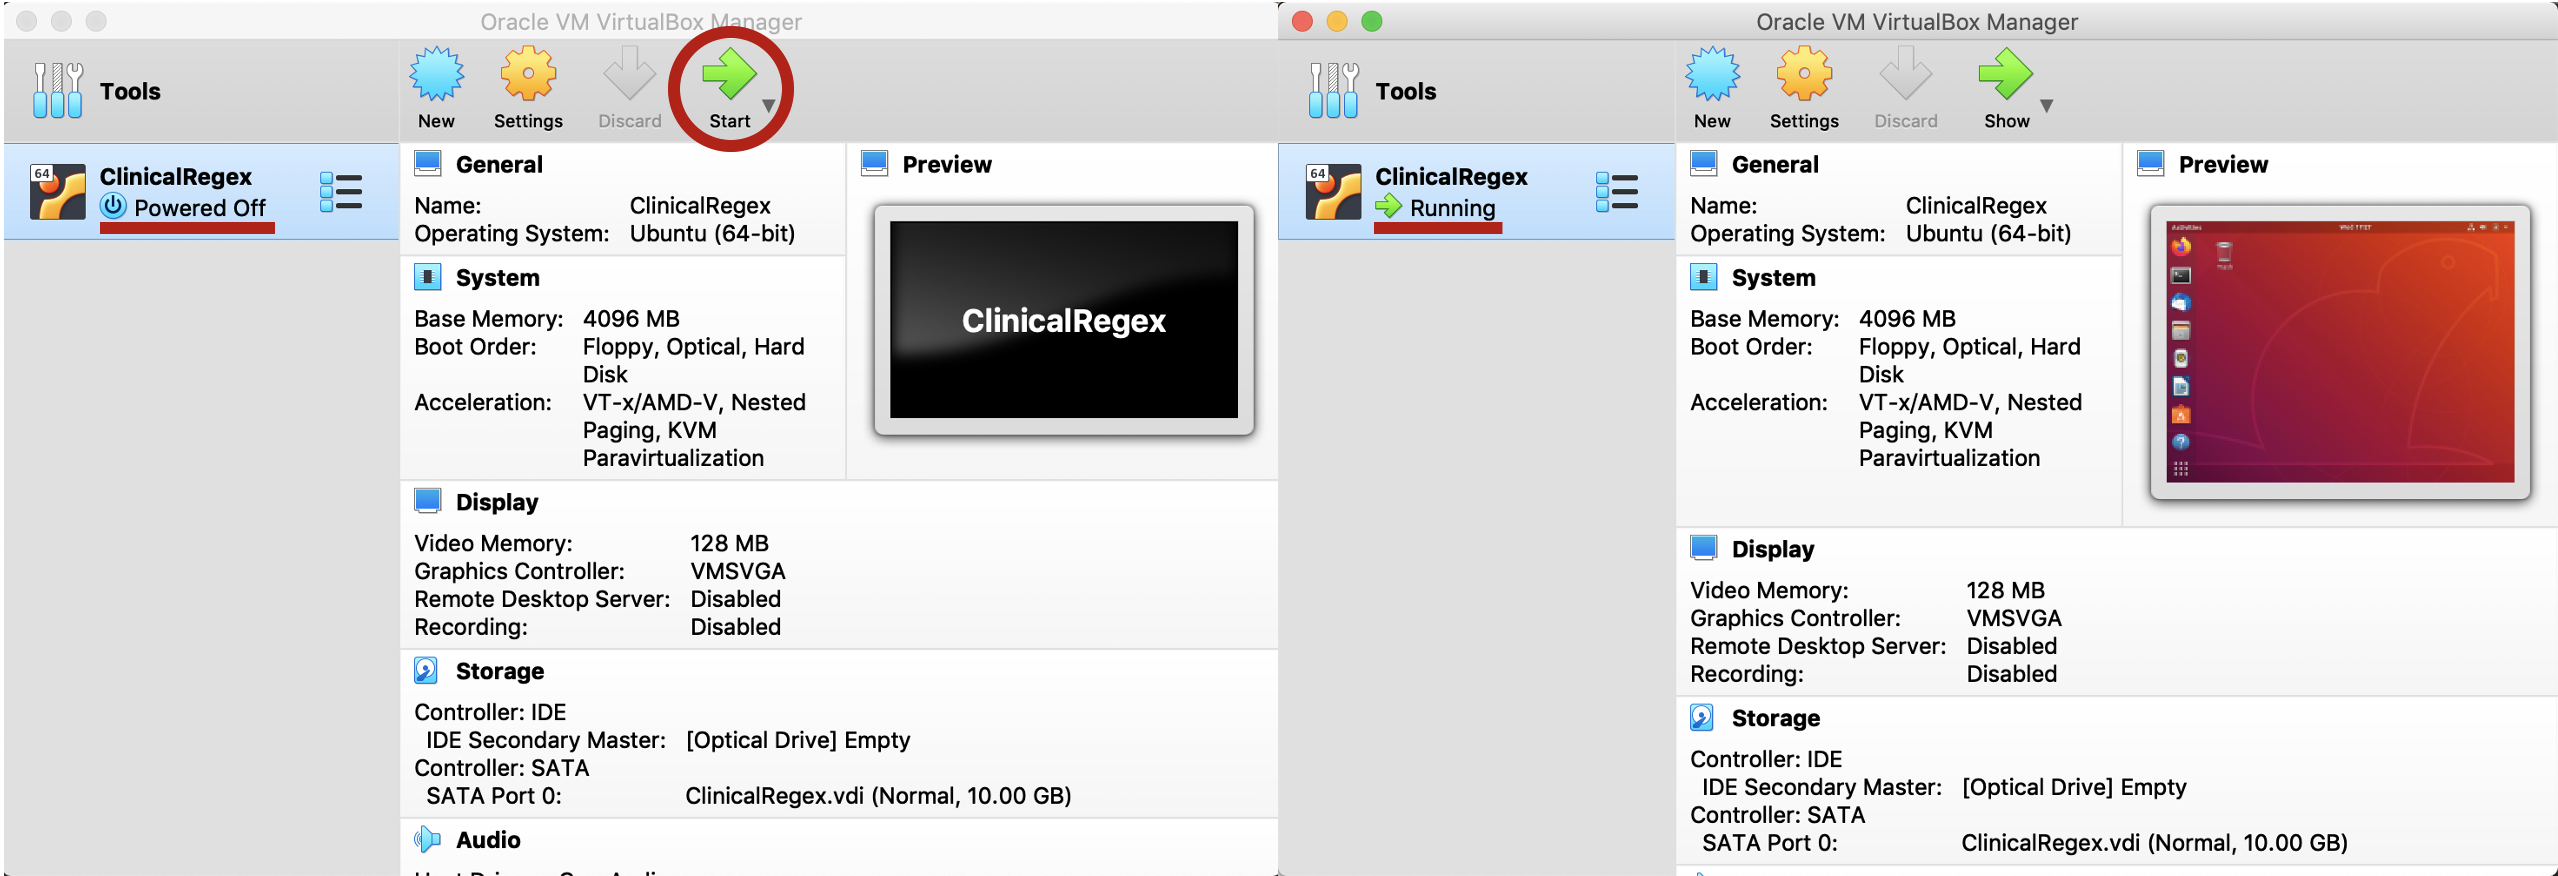 Oracle VM VirtualBox Manager
Tools
New
Settings
Discard
Start
64
ClinicalRegex
Powered Off
General
Name: ClinicalRegex
Operating System: Ubuntu (64-bit)
Preview
ClinicalRegex
System
Base Memory: 4096 MB
Boot Order: Floppy, Optical, Hard
Disk
Acceleration: VT-x/AMD-V, Nested
Paging, KVM
Paravirtualization
Display
Video Memory: 128 MB
Graphics Controller: VMSVGA
Remote Desktop Server: Disabled
Recording: Disabled
Storage
Controller: IDE
IDE Secondary Master: [Optical Drive] Empty
Controller: SATA
SATA Port 0: ClinicalRegex.vdi (Normal, 10.00 GB)
Audio
Oracle VM VirtualBox Manager
Tools
New
Settings
Discard
Show
64
ClinicalRegex
Running
General
Name: ClinicalRegex
Operating System: Ubuntu (64-bit)
Preview
System
Base Memory: 4096 MB
Boot Order: Floppy, Optical, Hard
Disk
Acceleration: VT-x/AMD-V, Nested
Paging, KVM
Paravirtualization
Display
Video Memory: 128 MB
Graphics Controller: VMSVGA
Remote Desktop Server: Disabled
Recording: Disabled
Storage
Controller: IDE
IDE Secondary Master: [Optical Drive] Empty
Controller: SATA
SATA Port 0: ClinicalRegex.vdi (Normal, 10.00 GB)